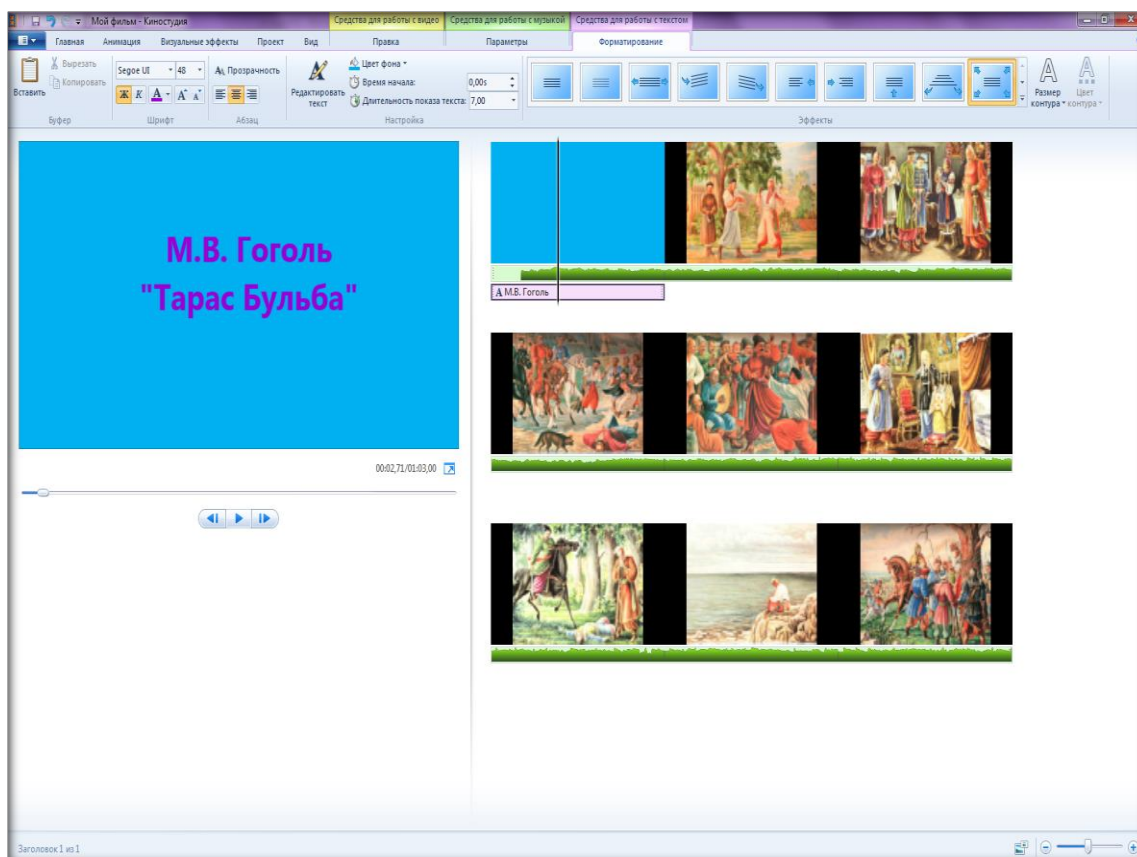 Мой фильм - Киностудия
Средства для работы с видео
Средства для работы с музыкой
Средства для работы с текстом
Главная
Анимация
Визуальные эффекты
Проект
Вид
Правка
Параметры
Форматирование
Вставить
Вырезать
Копировать
Буфер
Segoe UI
48
Прозрачность
Ж К А А А
Шрифт
Абзац
Редактировать текст
Цвет фона
Время начала: 0,00s
Длительность показа текста: 7,00
Настройка
Эффекты
Размер контура
Цвет контура
М.В. Гоголь
"Тарас Бульба"
00:02,71/01:03,00
А М.В. Гоголь
Заголовок 1 из 1